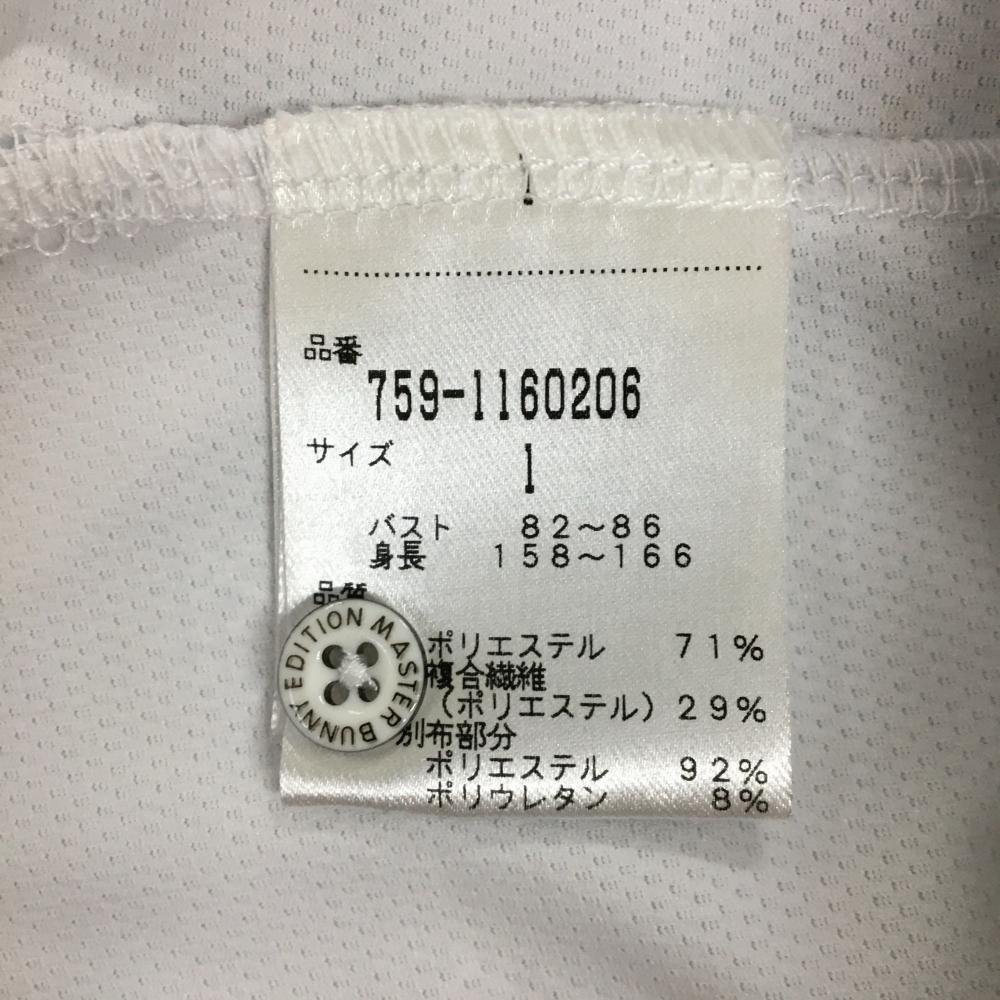 品番
759-1160206
サイズ 1
バスト 82～86
身長 158～166
品質
ポリエステル 71%
複合繊維
(ポリエステル) 29%
別布部分
ポリエステル 92%
ポリウレタン 8%
MASTER BUNNY EDITION